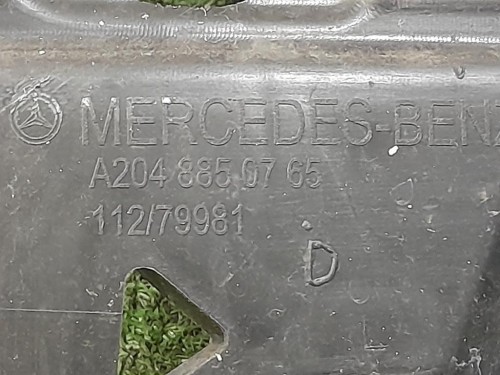 MERCEDES-BENZ
A204 885 07 65
112/79981
D
L